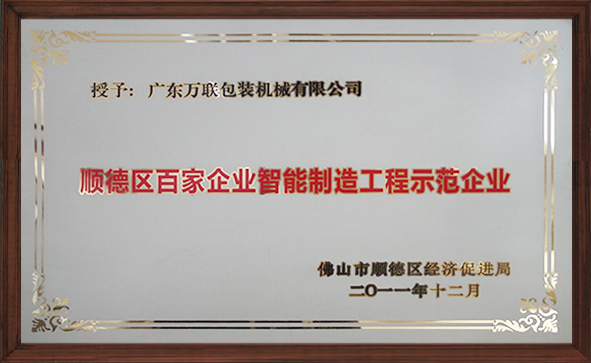 授予：广东万联包装机械有限公司
顺德区百家企业智能制造工程示范企业
佛山市顺德区经济促进局
二〇一一年十二月